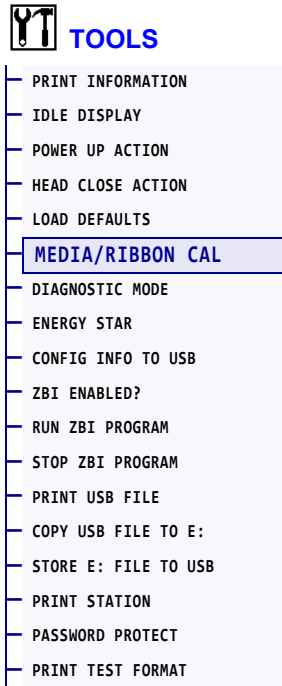 TOOLS
PRINT INFORMATION
IDLE DISPLAY
POWER UP ACTION
HEAD CLOSE ACTION
LOAD DEFAULTS
MEDIA/RIBBON CAL
DIAGNOSTIC MODE
ENERGY STAR
CONFIG INFO TO USB
ZBI ENABLED?
RUN ZBI PROGRAM
STOP ZBI PROGRAM
PRINT USB FILE
COPY USB FILE TO E:
STORE E: FILE TO USB
PRINT STATION
PASSWORD PROTECT
PRINT TEST FORMAT